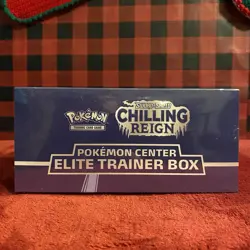 Pokémon
TRADING CARD GAME
CHILLING
REIGN
POKÉMON CENTER
ELITE TRAINER BOX